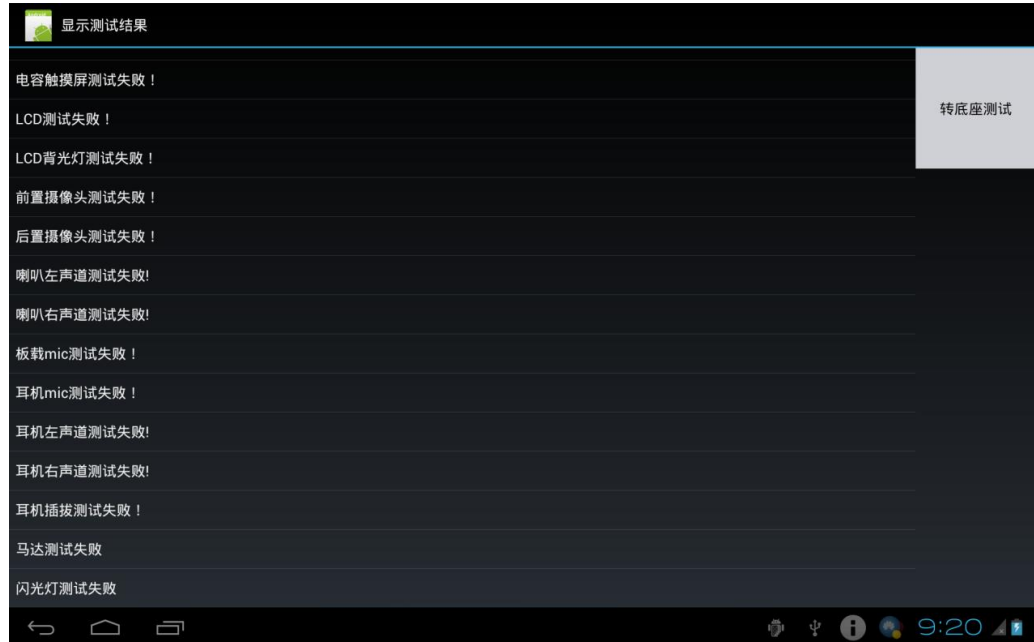 显示测试结果
电容触摸屏测试失败！
转底座测试
LCD测试失败！
LCD背光灯测试失败！
前置摄像头测试失败！
后置摄像头测试失败！
喇叭左声道测试失败!
喇叭右声道测试失败!
板载mic测试失败！
耳机mic测试失败！
耳机左声道测试失败!
耳机右声道测试失败!
耳机插拔测试失败！
马达测试失败
闪光灯测试失败
9:20